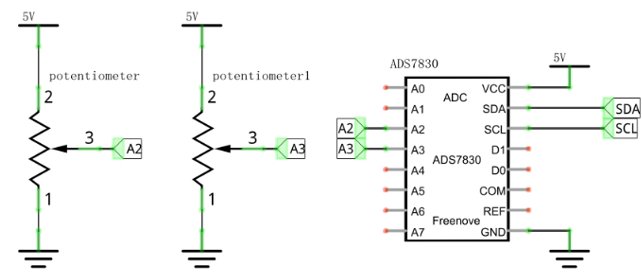 5V
potentiometer
2
3
A2
1
5V
potentiometer1
2
3
A3
1
ADS7830
5V
ADC
A0
A1
A2
A3
A4
A5
A6
A7
VCC
SDA
SCL
D1
D0
COM
REF
GND
ADS7830
Freenove
A2
A3
SDA
SCL